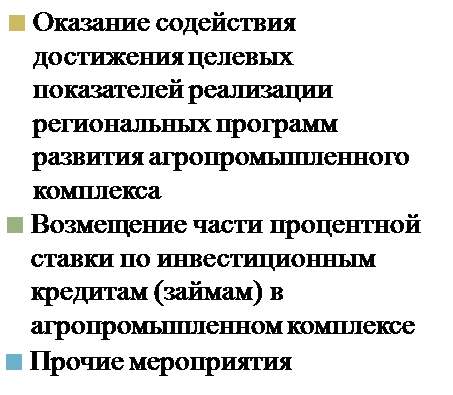 Оказание содействия
достижения целевых
показателей реализации
региональных программ
развития агропромышленного
комплекса
Возмещение части процентной
ставки по инвестиционным
кредитам (займам) в
агропромышленном комплексе
Прочие мероприятия